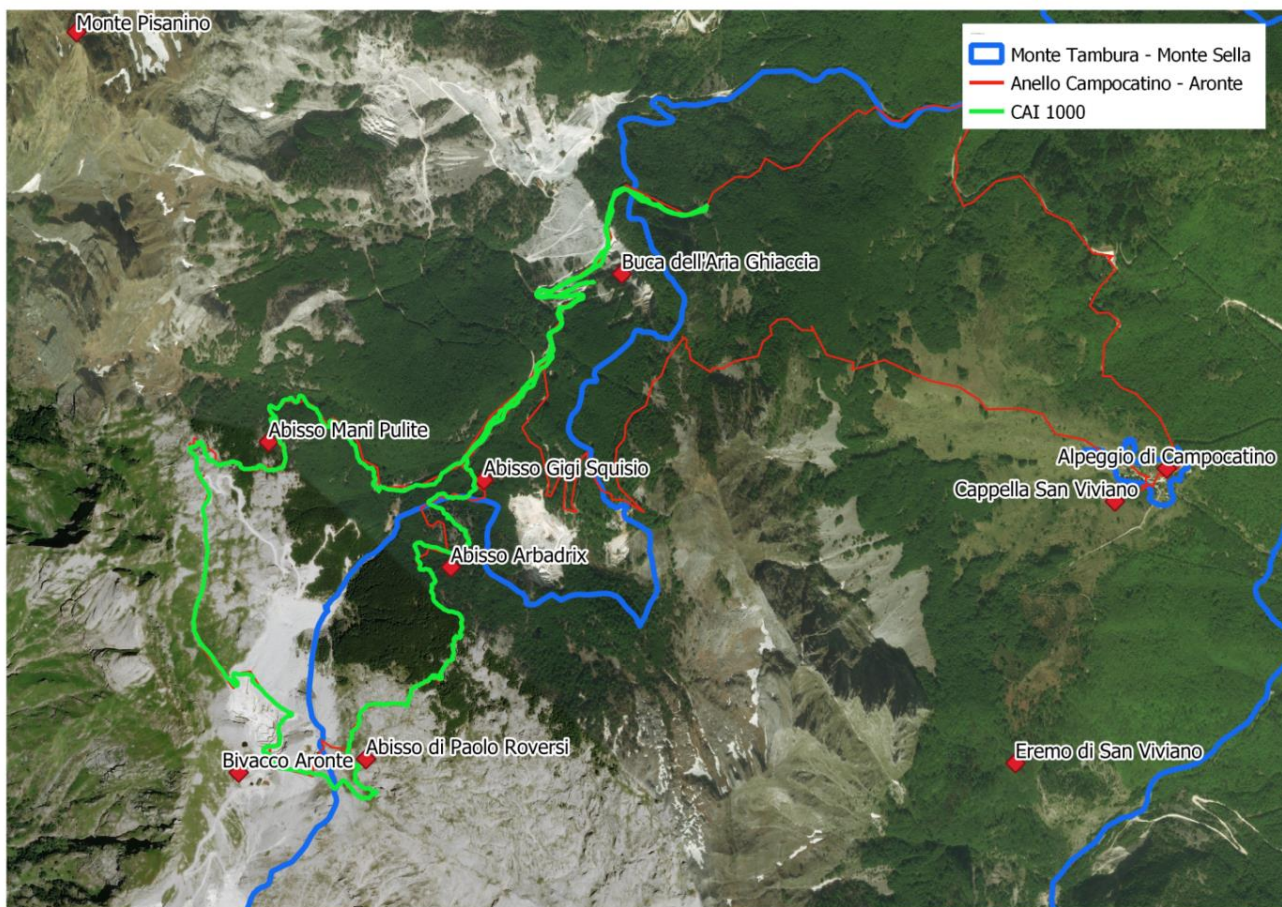 Monte Pisanino
Monte Tambura - Monte Sella
Anello Campocatino - Aronte
CAI 1000
Buca dell'Aria Ghiaccia
Abisso Mani Pulite
Abisso Gigi Squisio
Alpeggio di Campocatino
Cappella San Viviano
Abisso Arbadrix
Abisso di Paolo Roversi
Bivacco Aronte
Eremo di San Viviano